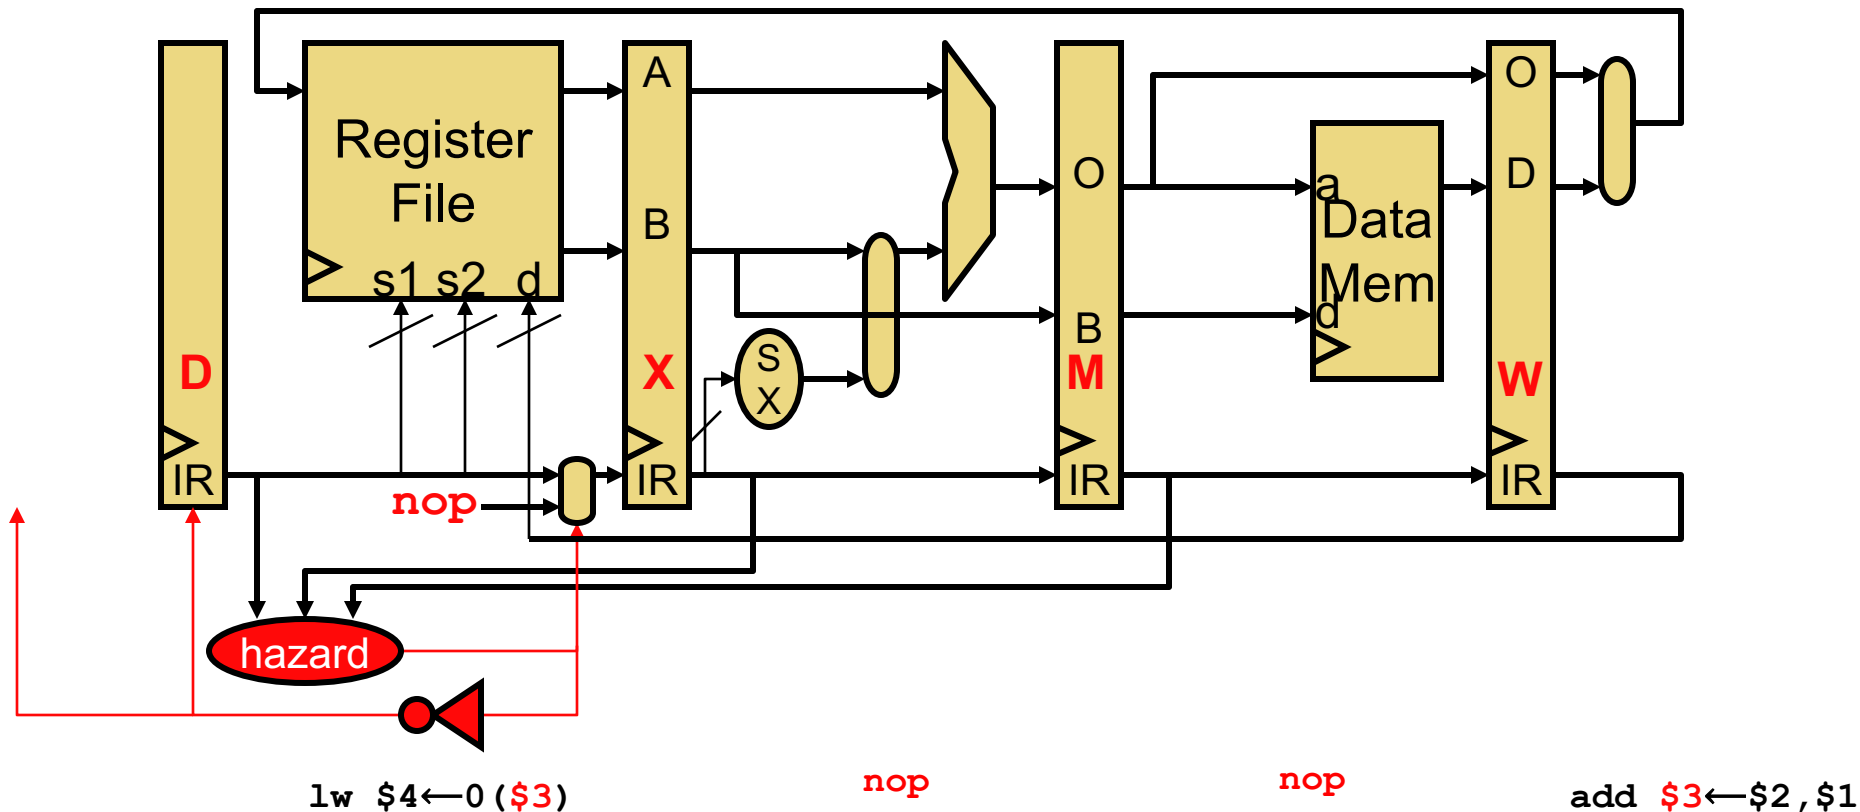 A
O
Register
File
O
D
B
a
Data
Mem
d
s1 s2 d
B
S
X
D
X
M
W
IR
IR
IR
IR
nop
hazard
lw $4←0($3)
nop
nop
add $3←$2,$1